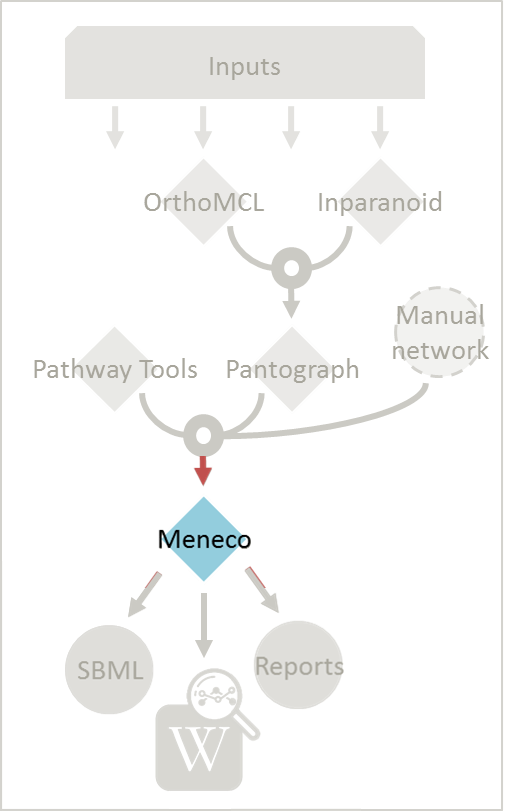 Inputs
OrthoMCL
Inparanoid
Manual
network
Pathway Tools
Pantograph
Meneco
SBML
Reports
W